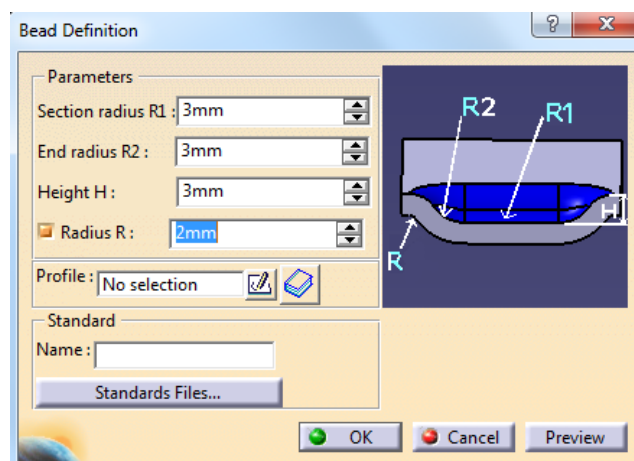 Bead Definition
? X
Parameters
Section radius R1 : 3mm
End radius R2 : 3mm
Height H : 3mm
Radius R : 2mm
Profile : No selection
Standard
Name :
Standards Files...
R2 R1
H
R
OK Cancel Preview